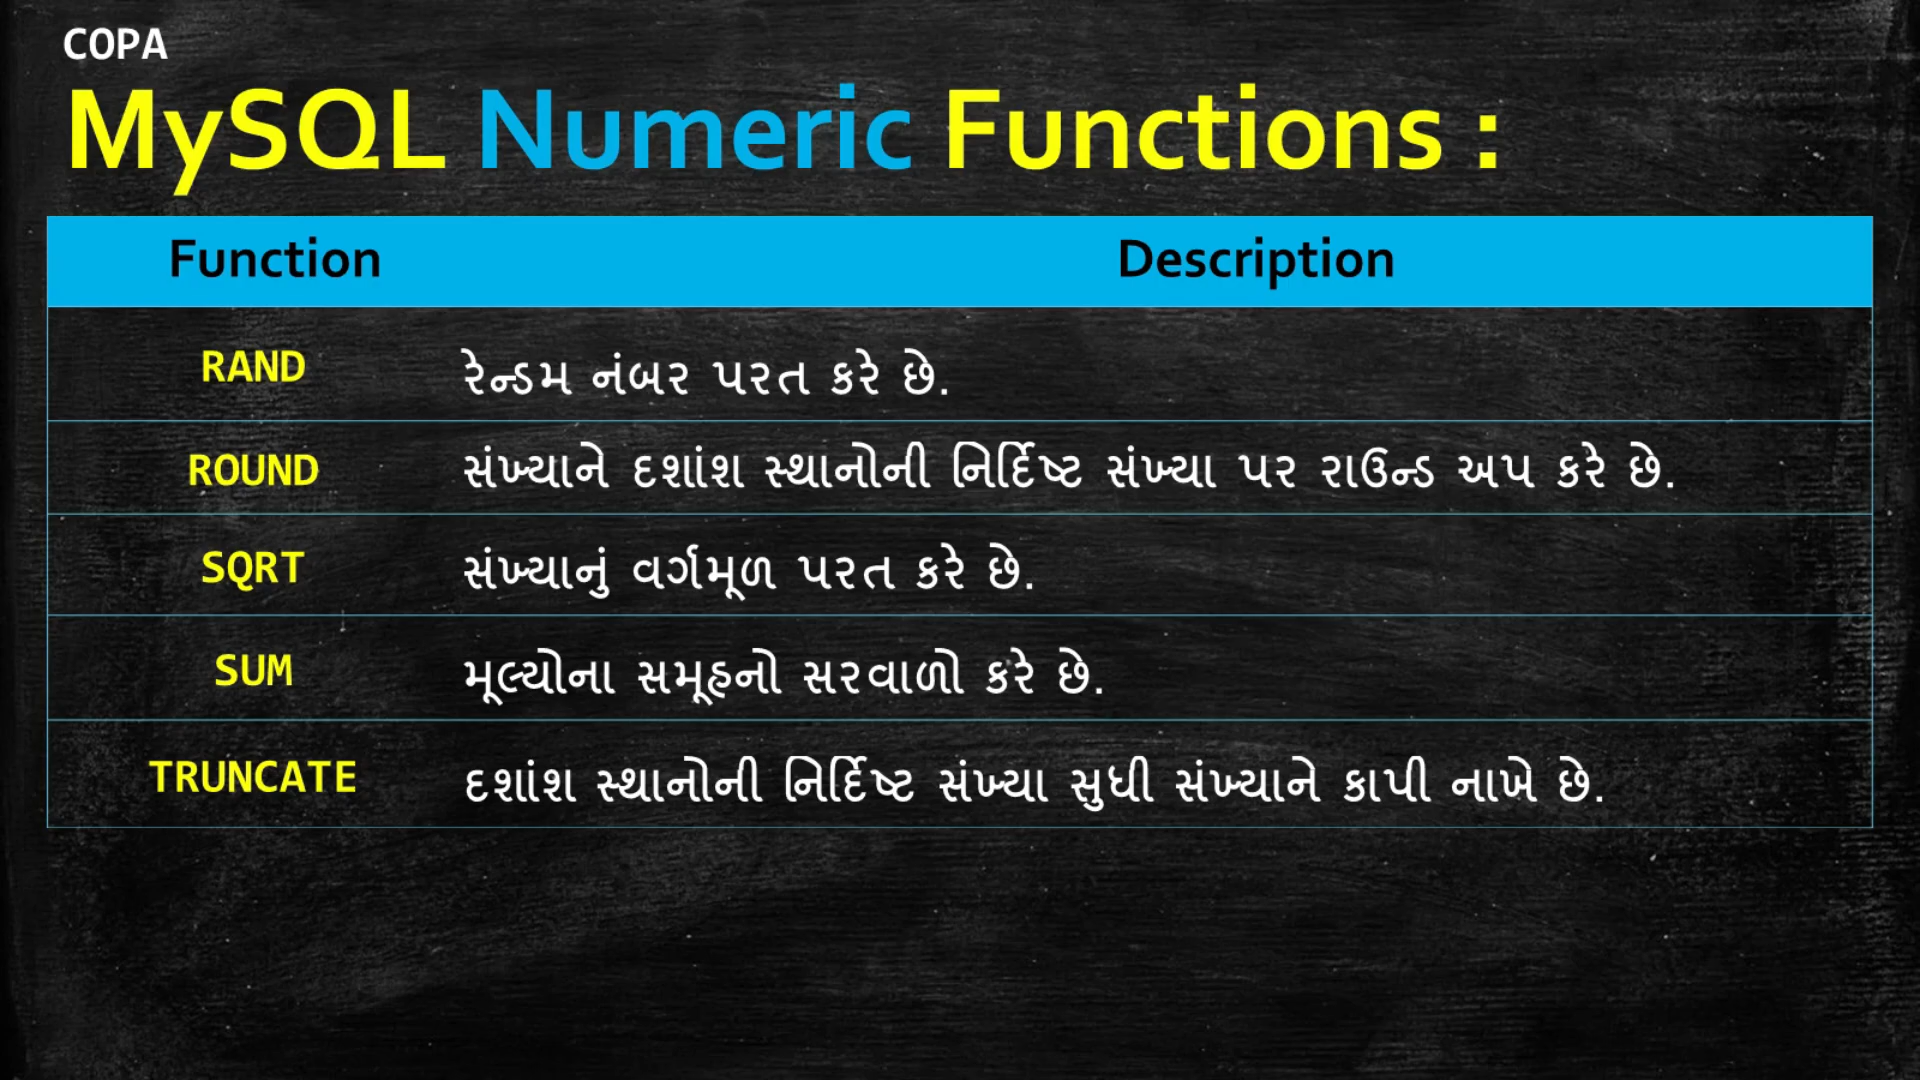 COPA
MySQL Numeric Functions :
Function Description
RAND રેન્ડમ નંબર પરત કરે છે.
ROUND સંખ્યાને દશાંશ સ્થાનોની નિર્દિષ્ટ સંખ્યા પર રાઉન્ડ અપ કરે છે.
SQRT સંખ્યાનું વર્ગમૂળ પરત કરે છે.
SUM મૂલ્યોના સમૂહનો સરવાળો કરે છે.
TRUNCATE દશાંશ સ્થાનોની નિર્દિષ્ટ સંખ્યા સુધી સંખ્યાને કાપી નાખે છે.